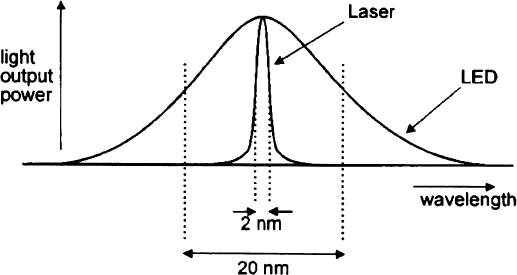 Laser
light
output
power
LED
wavelength
2 nm
20 nm